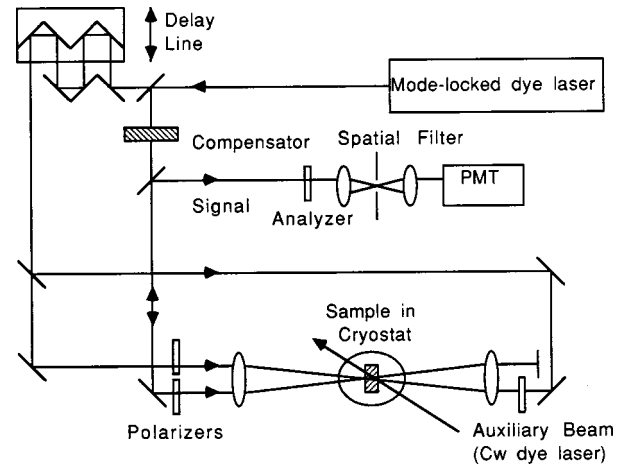 Delay
Line
Mode-locked dye laser
Compensator
Spatial Filter
PMT
Signal
Analyzer
Sample in
Cryostat
Polarizers
Auxiliary Beam
(Cw dye laser)